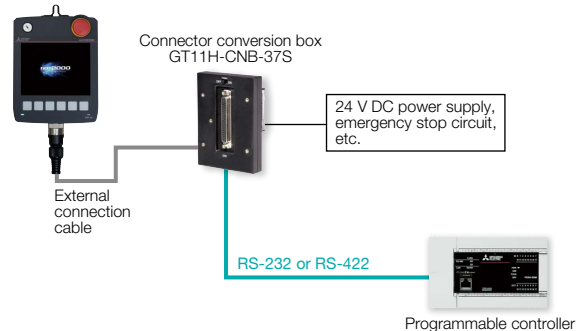 Connector conversion box
GT11H-CNB-37S
24 V DC power supply,
emergency stop circuit,
etc.
External
connection
cable
RS-232 or RS-422
Programmable controller